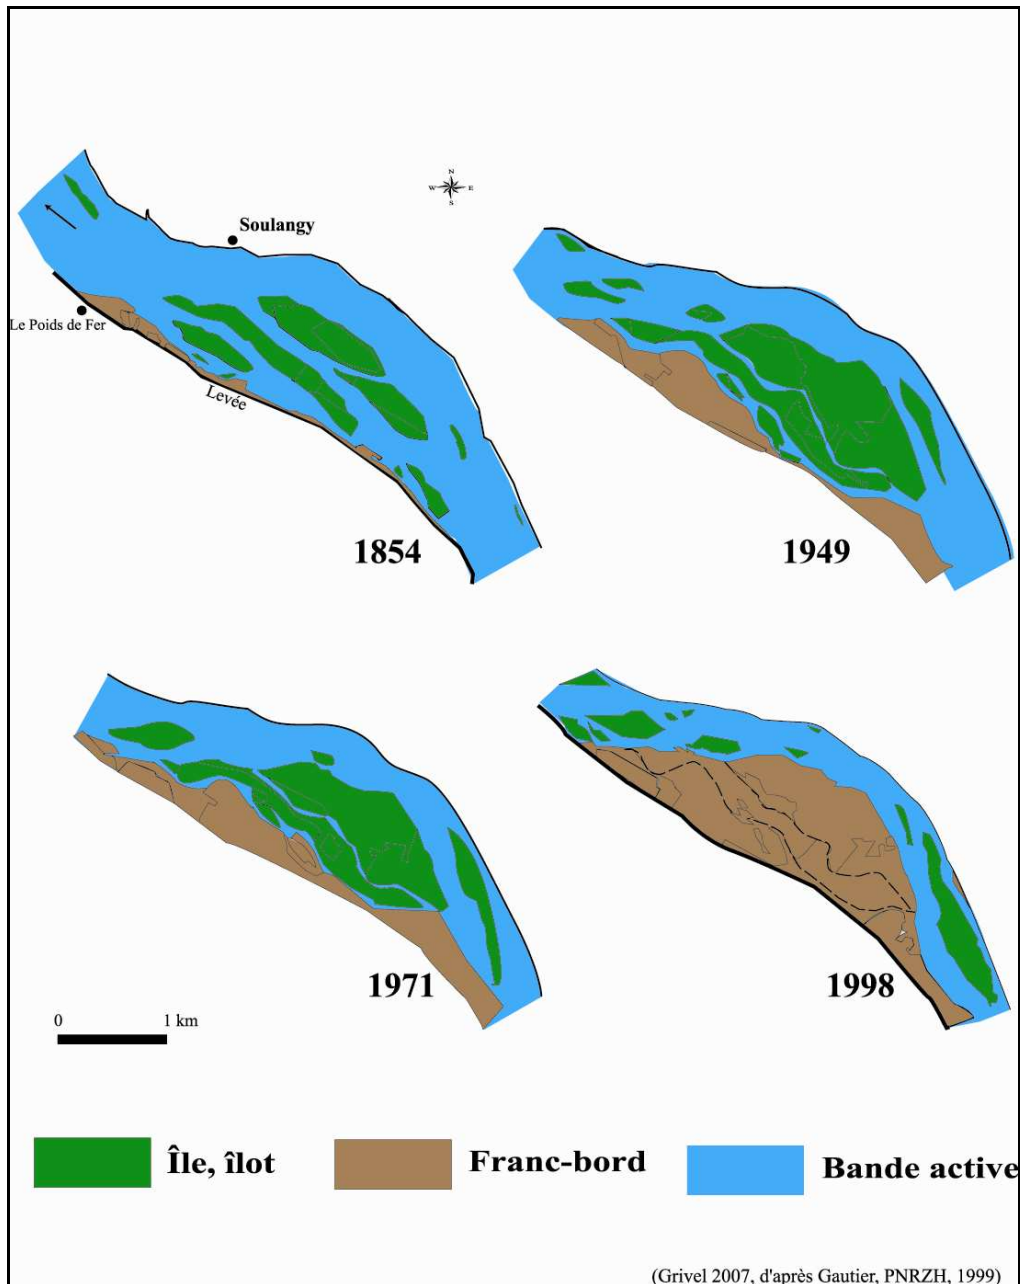 N
W E
S
Soulangy
Le Poids de Fer
Levée
1854
1949
1971
1998
0 1 km
Île, îlot
Franc-bord
Bande active
(Grivel 2007, d'après Gautier, PNRZH, 1999)